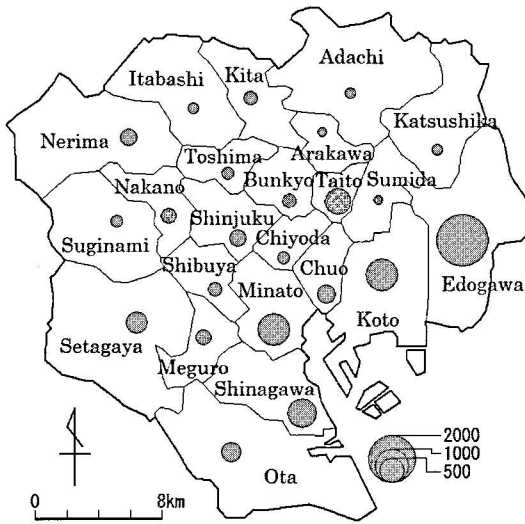 Adachi
Itabashi
Kita
Katsushika
Nerima
Arakawa
Toshima
Bunkyo
Taito
Sumida
Nakano
Shinjuku
Chiyoda
Suginami
Shibuya
Chuo
Edogawa
Minato
Koto
Setagaya
Meguro
Shinagawa
Ota
2000
1000
500
0 8km